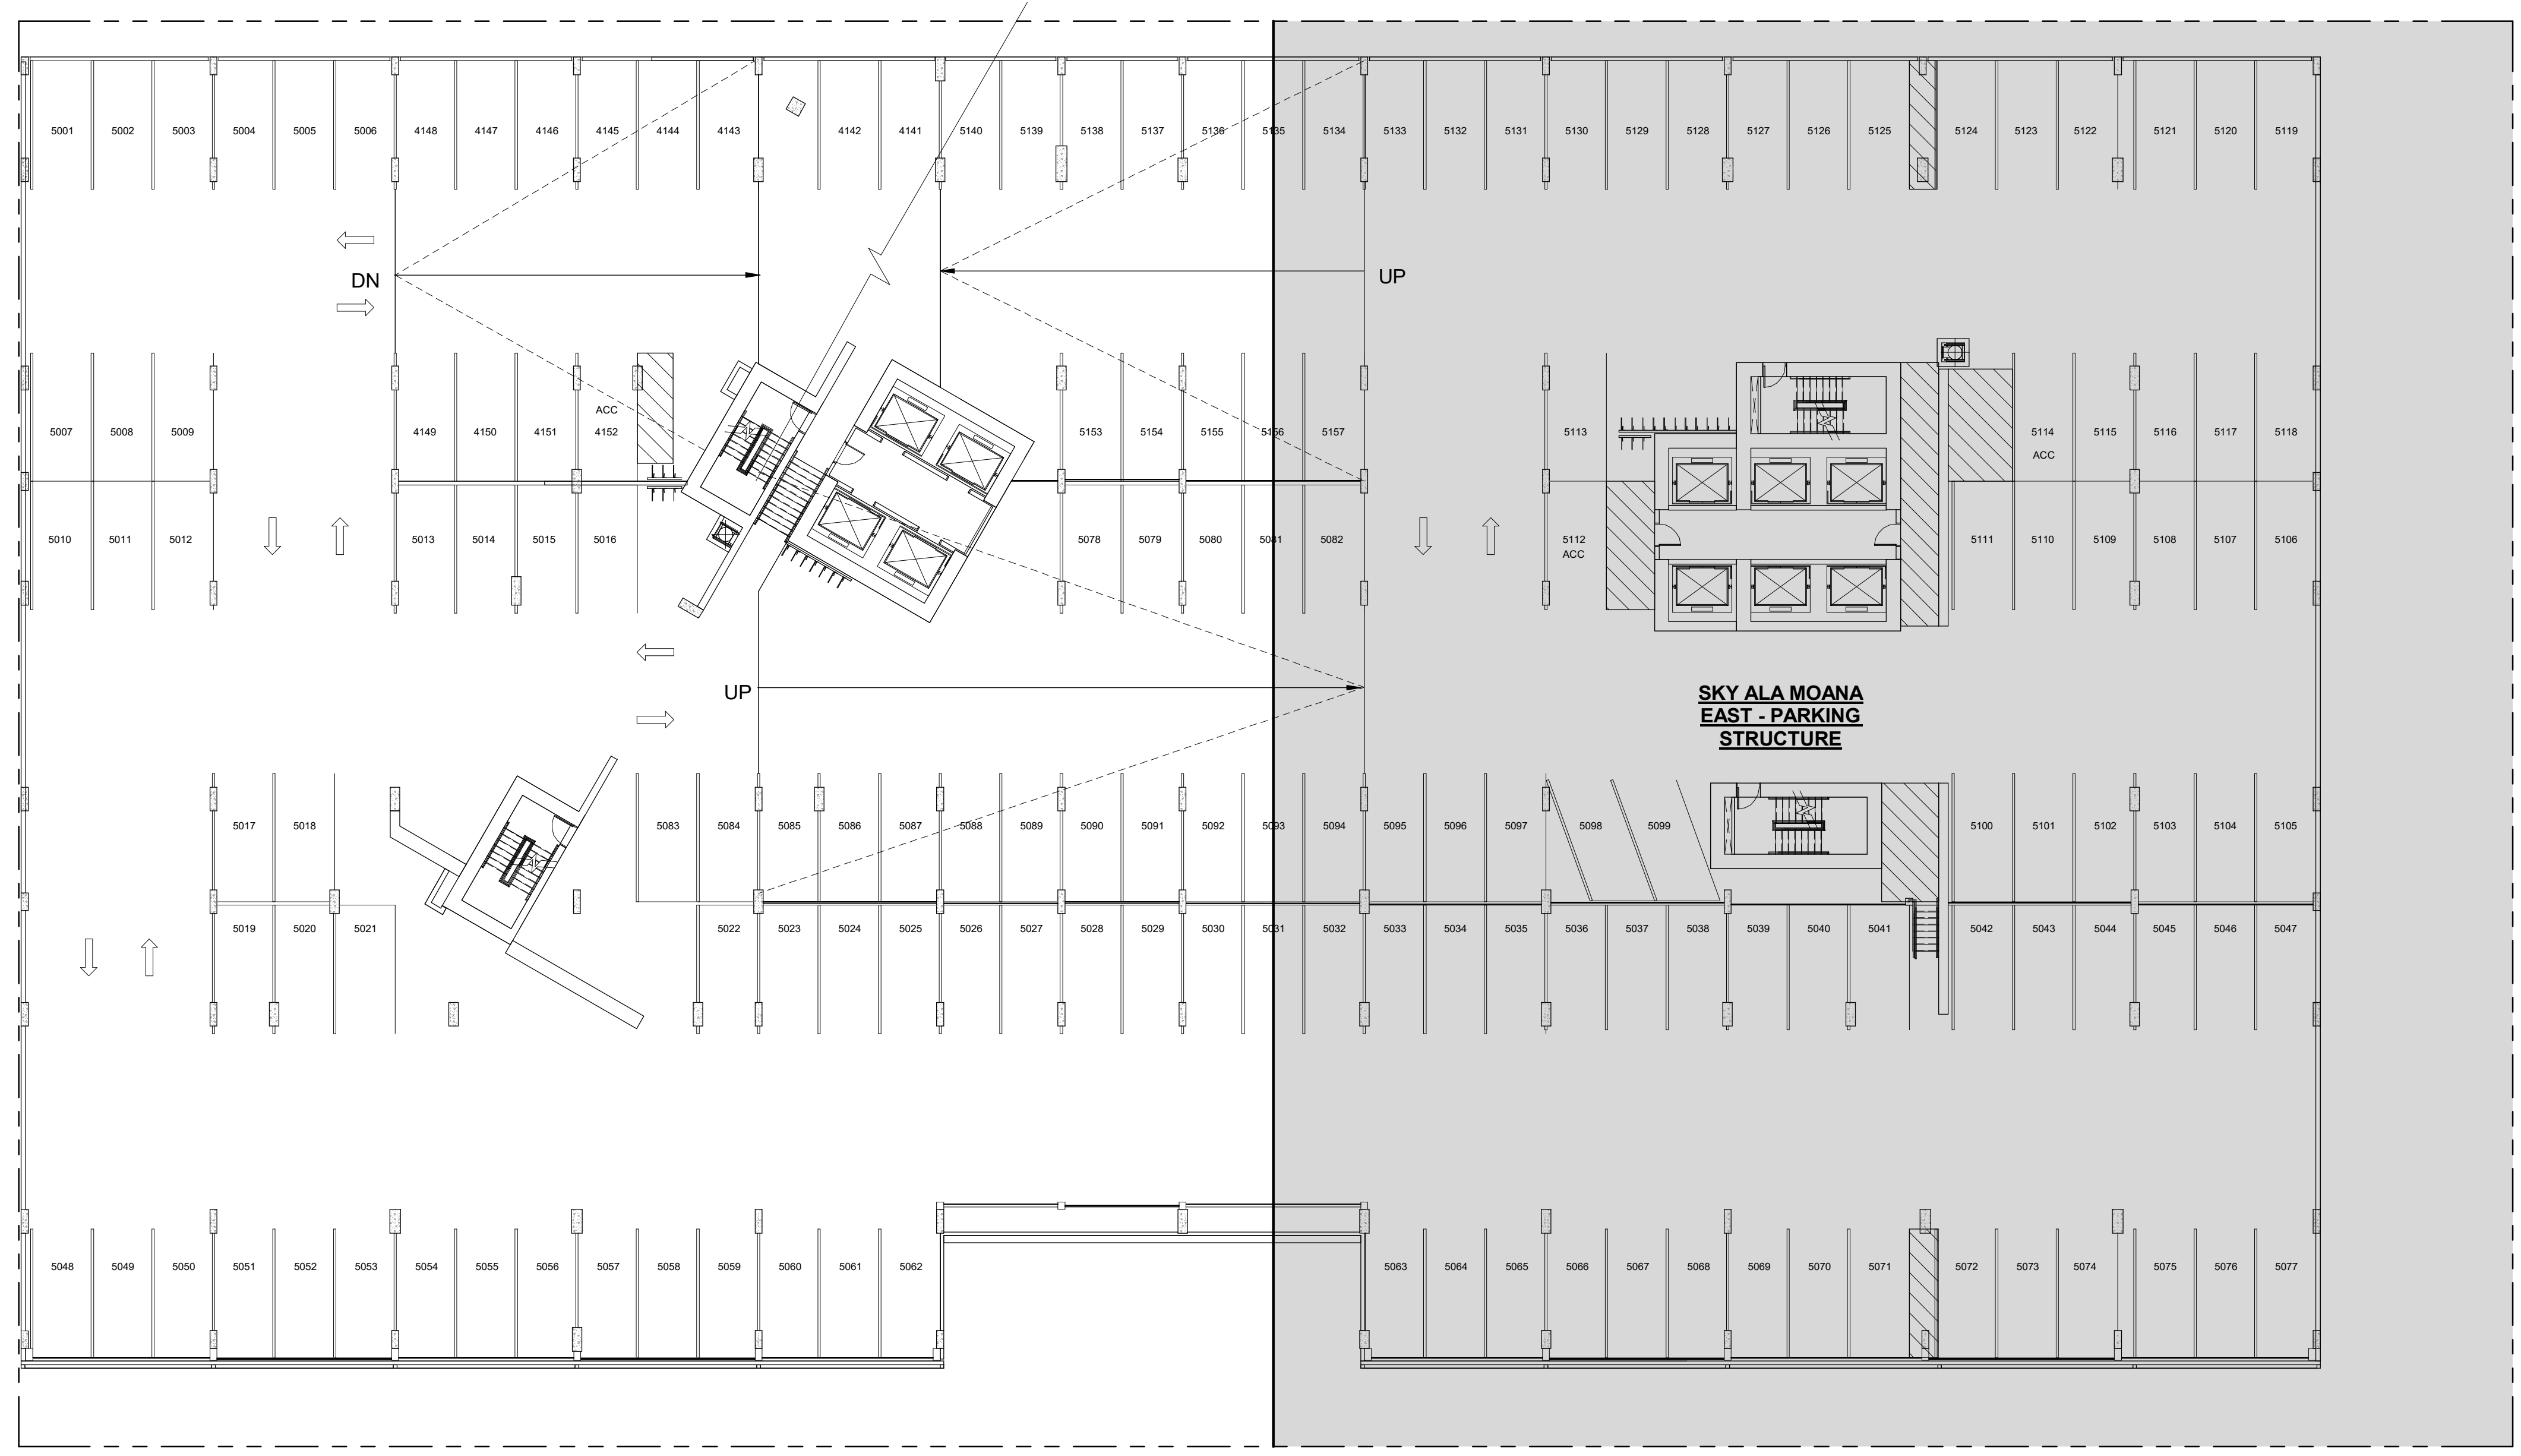 5001 5002 5003 5004 5005 5006 4148 4147 4146 4145 4144 4143 4142 4141 5140 5139 5138 5137 5136 5135 5134 5133 5132 5131 5130 5129 5128 5127 5126 5125 5124 5123 5122 5121 5120 5119
DN UP
ACC
5007 5008 5009 4149 4150 4151 4152 5153 5154 5155 5156 5157 5113 5114 5115 5116 5117 5118
ACC
5010 5011 5012 5013 5014 5015 5016 5078 5079 5080 5081 5082 5112 5111 5110 5109 5108 5107 5106
ACC
UP
SKY ALA MOANA
EAST - PARKING
STRUCTURE
5017 5018 5083 5084 5085 5086 5087 5088 5089 5090 5091 5092 5093 5094 5095 5096 5097 5098 5099 5100 5101 5102 5103 5104 5105
5019 5020 5021 5022 5023 5024 5025 5026 5027 5028 5029 5030 5031 5032 5033 5034 5035 5036 5037 5038 5039 5040 5041 5042 5043 5044 5045 5046 5047
5048 5049 5050 5051 5052 5053 5054 5055 5056 5057 5058 5059 5060 5061 5062 5063 5064 5065 5066 5067 5068 5069 5070 5071 5072 5073 5074 5075 5076 5077